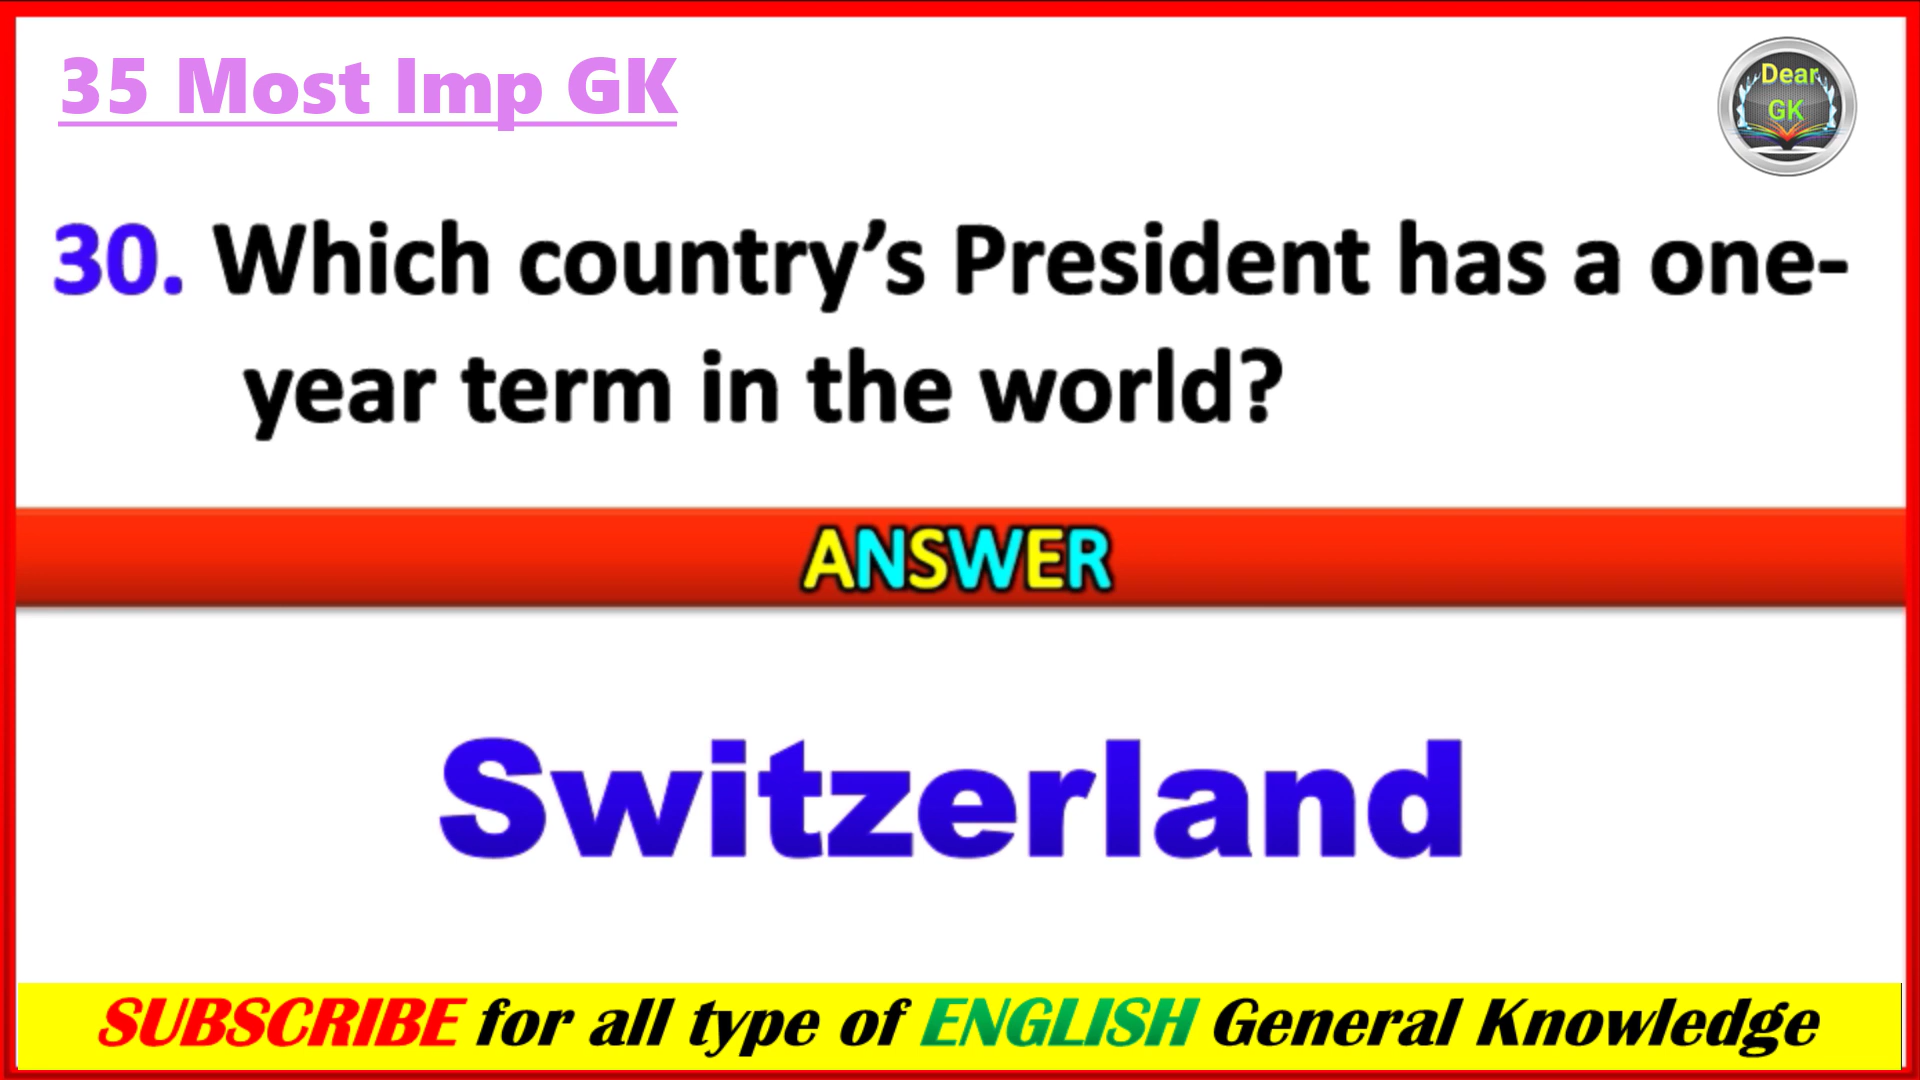 35 Most Imp GK
Dear
GK
30. Which country’s President has a one-
year term in the world?
ANSWER
Switzerland
SUBSCRIBE for all type of ENGLISH General Knowledge